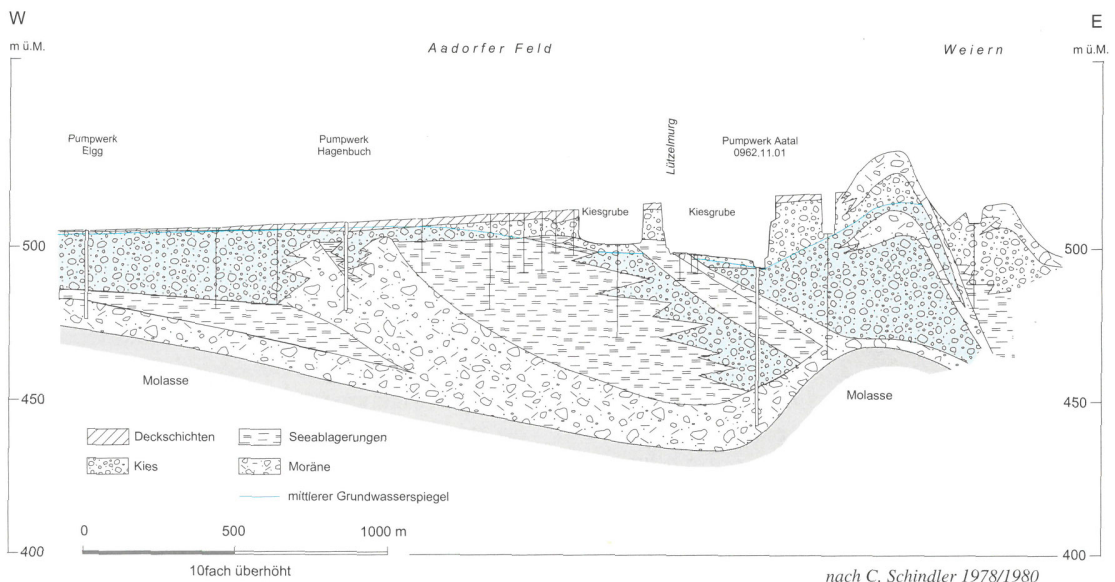 W
E
m ü.M.
Aadorfer Feld
Weiern
m ü.M.
Pumpwerk
Elgg
Pumpwerk
Hagenbuch
Lützelmurg
Pumpwerk Aatal
0962.11.01
Kiesgrube
Kiesgrube
500
500
Molasse
Molasse
450
450
Deckschichten
Seeablagerungen
Kies
Moräne
mittlerer Grundwasserspiegel
0
500
1000 m
400
400
10fach überhöht
nach C. Schindler 1978/1980